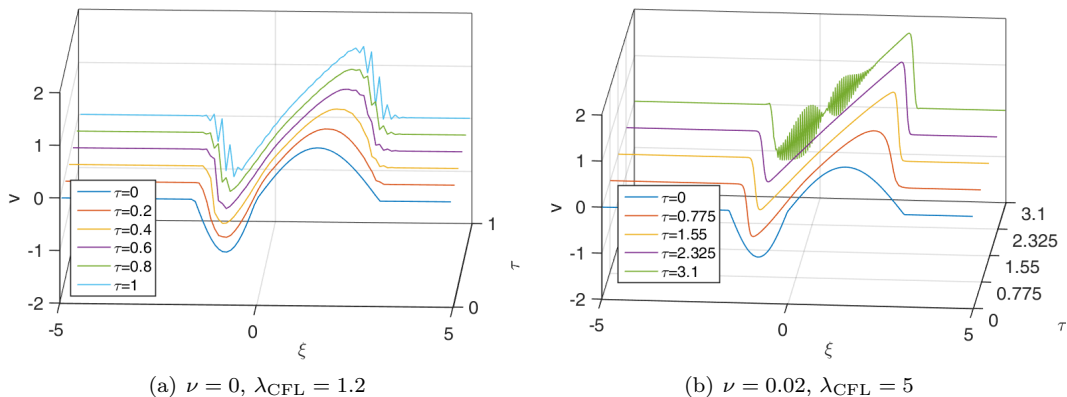 2
1
0
-1
-2
v
-5
0
5
ξ
0
1
τ
τ=0
τ=0.2
τ=0.4
τ=0.6
τ=0.8
τ=1
(a) ν = 0, λCFL = 1.2
2
1
0
-1
-2
v
-5
0
5
ξ
0
0.775
1.55
2.325
3.1
τ
τ=0
τ=0.775
τ=1.55
τ=2.325
τ=3.1
(b) ν = 0.02, λCFL = 5